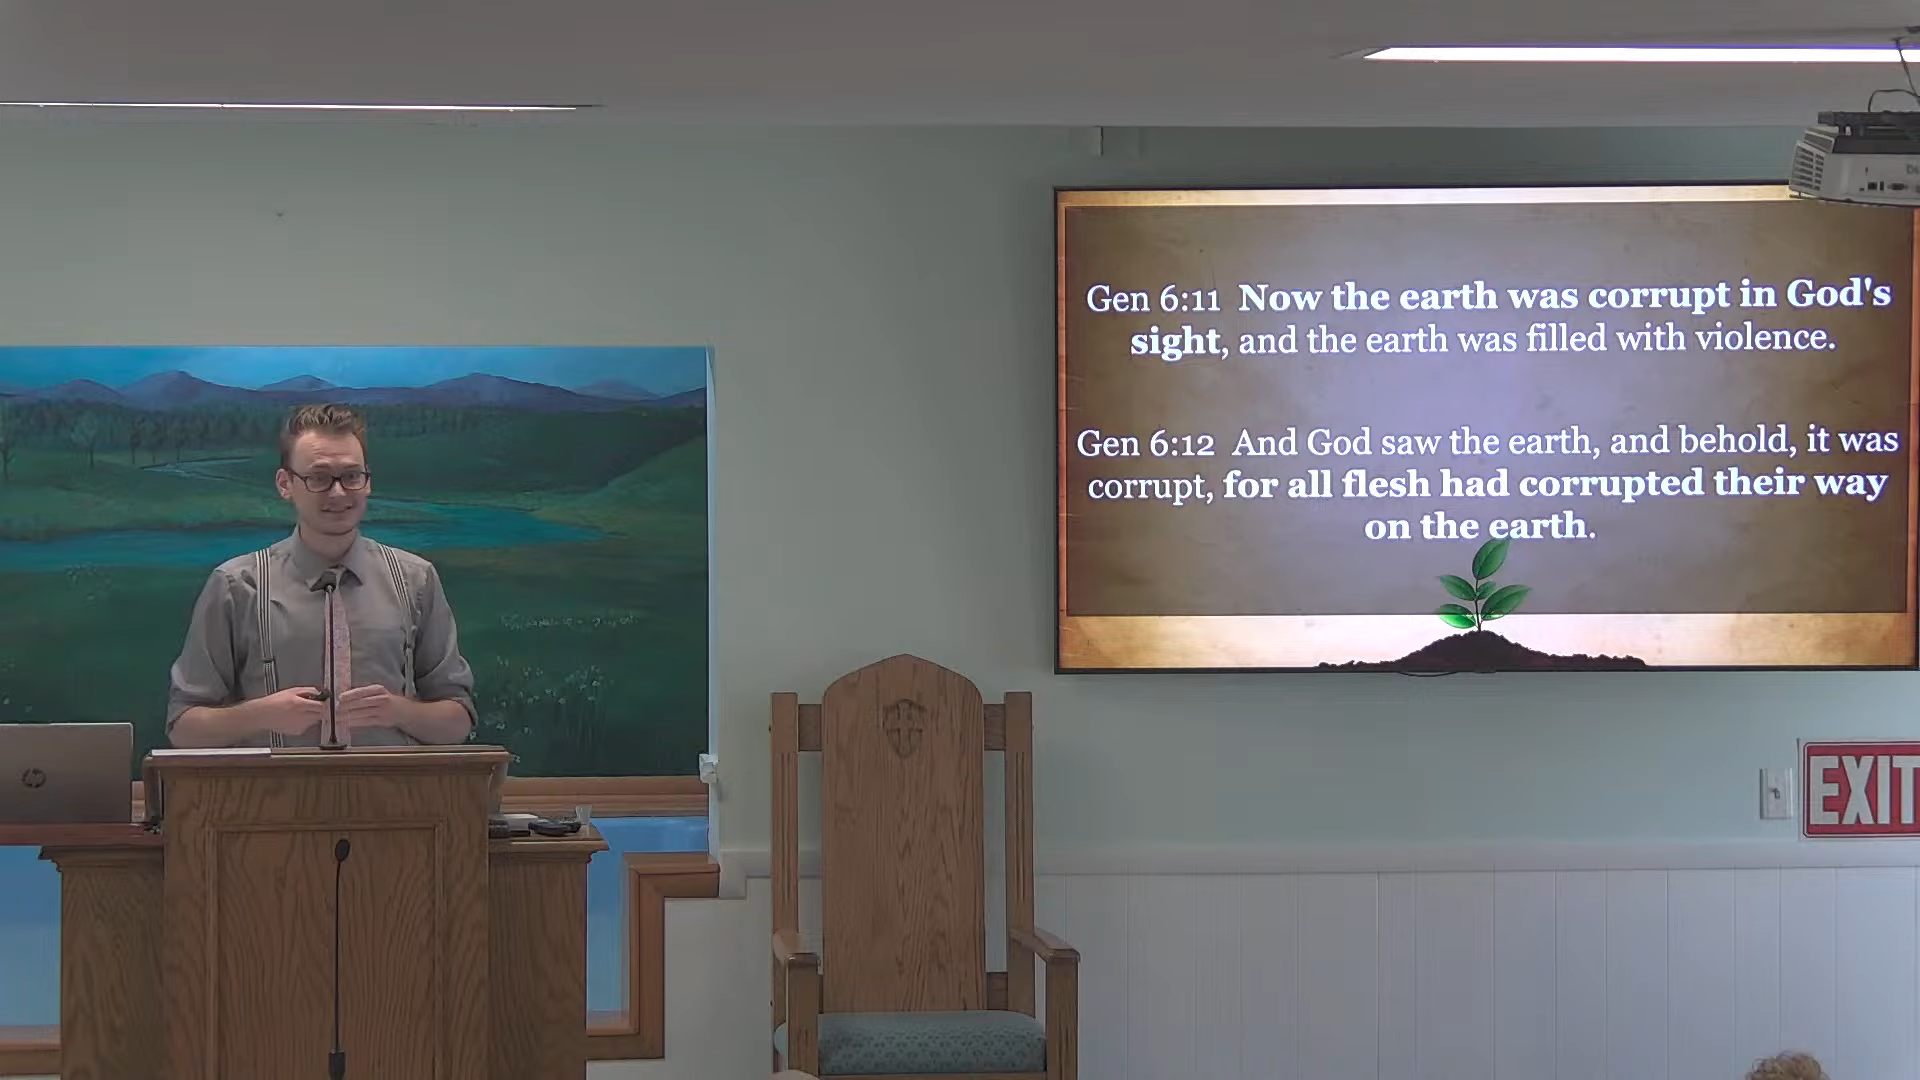 Gen 6:11 Now the earth was corrupt in God's
sight, and the earth was filled with violence.
Gen 6:12 And God saw the earth, and behold, it was
corrupt, for all flesh had corrupted their way
on the earth.
hp
EXIT